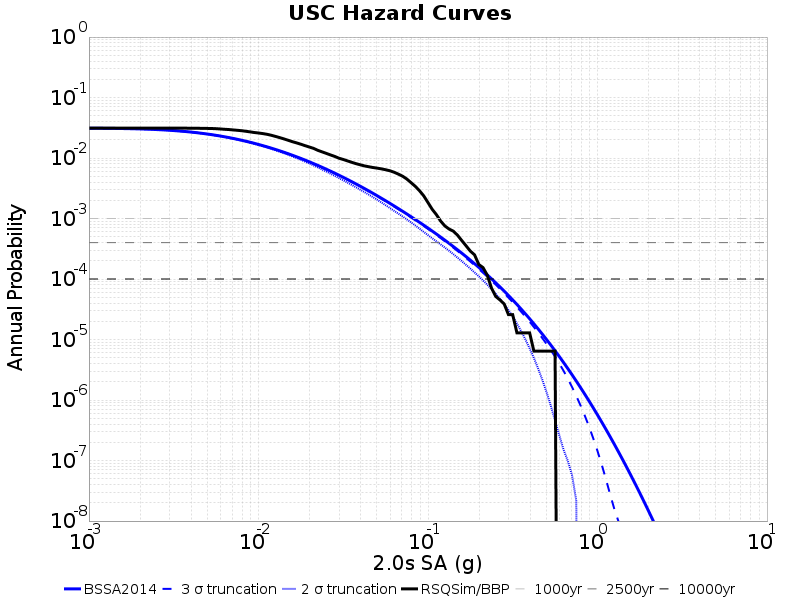 USC Hazard Curves
Annual Probability
10^0
10^-1
10^-2
10^-3
10^-4
10^-5
10^-6
10^-7
10^-8
10^-3 10^-2 10^-1 10^0 10^1
2.0s SA (g)
BSSA2014 3 σ truncation 2 σ truncation RSQSim/BBP 1000yr 2500yr 10000yr